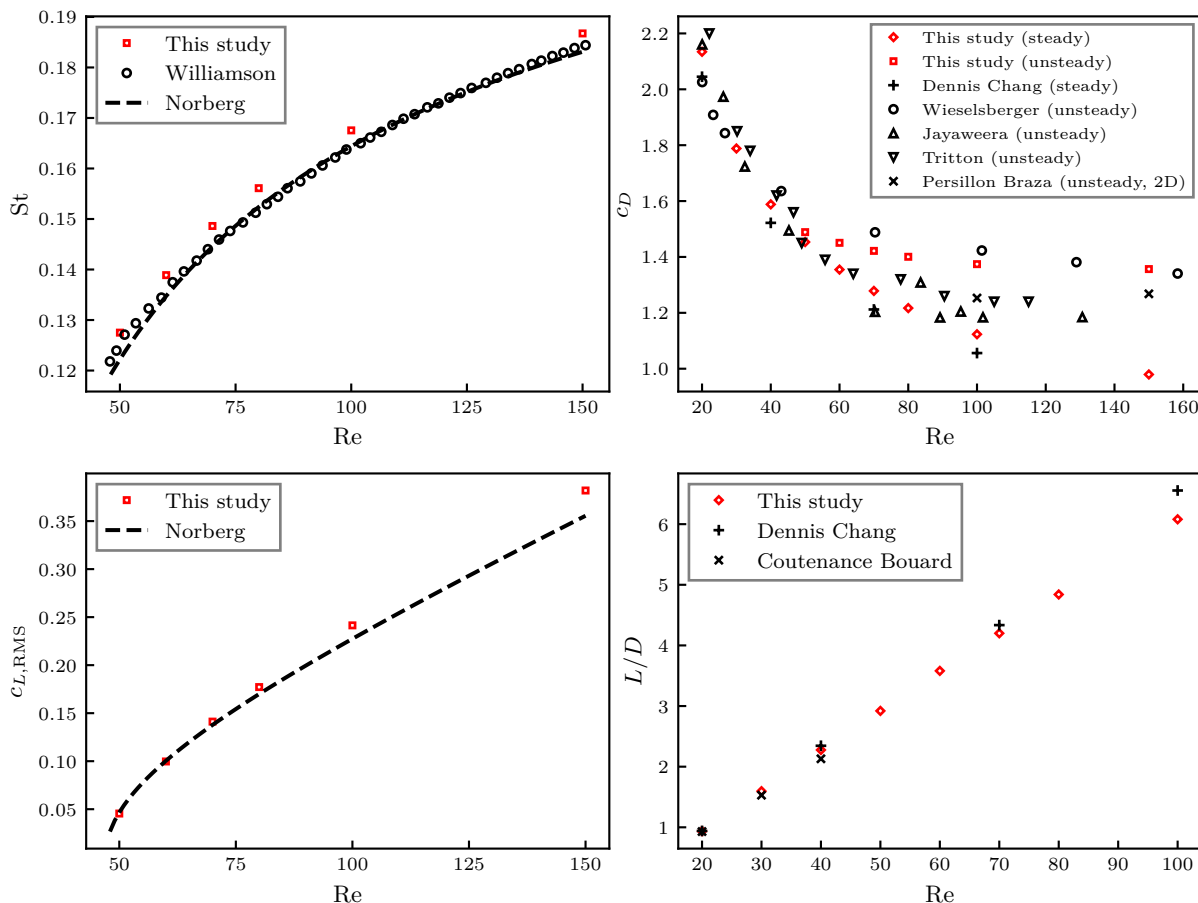 0.19
0.18
0.17
0.16
0.15
0.14
0.13
0.12
St
This study
Williamson
Norberg
50
75
100
125
150
Re
2.2
2.0
1.8
1.6
1.4
1.2
1.0
c_D
This study (steady)
This study (unsteady)
Dennis Chang (steady)
Wieselsberger (unsteady)
Jayaweera (unsteady)
Tritton (unsteady)
Persillon Braza (unsteady, 2D)
20
40
60
80
100
120
140
160
Re
0.35
0.30
0.25
0.20
0.15
0.10
0.05
c_{L,RMS}
This study
Norberg
50
75
100
125
150
Re
6
5
4
3
2
1
L/D
This study
Dennis Chang
Coutenance Bouard
20
30
40
50
60
70
80
90
100
Re